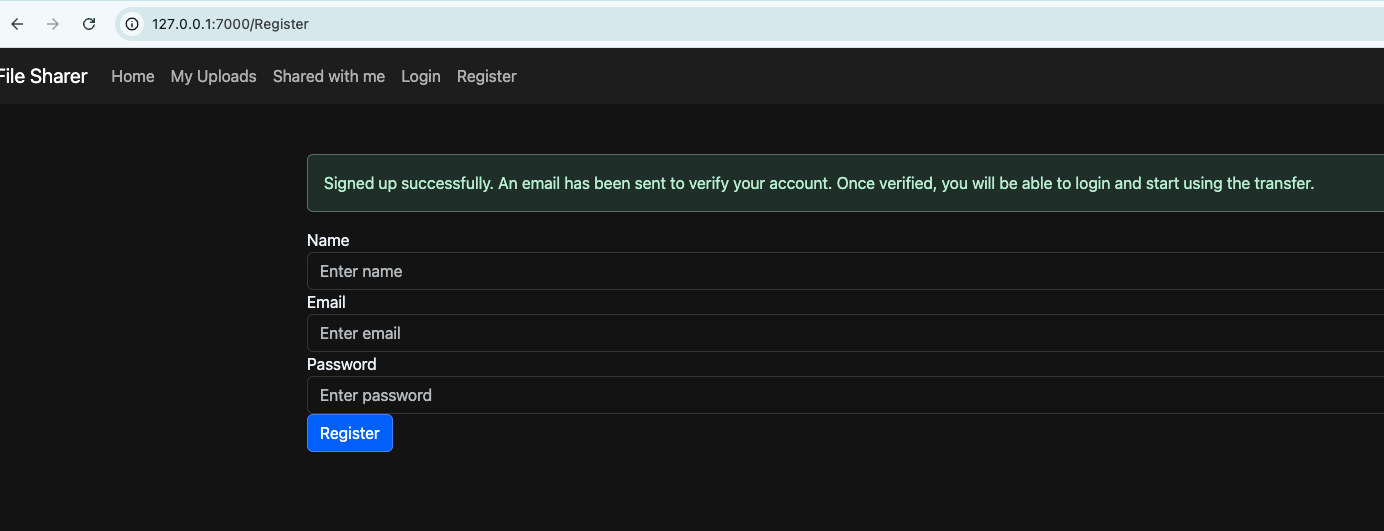 127.0.0.1:7000/Register
File Sharer Home My Uploads Shared with me Login Register
Signed up successfully. An email has been sent to verify your account. Once verified, you will be able to login and start using the transfer.
Name
Enter name
Email
Enter email
Password
Enter password
Register